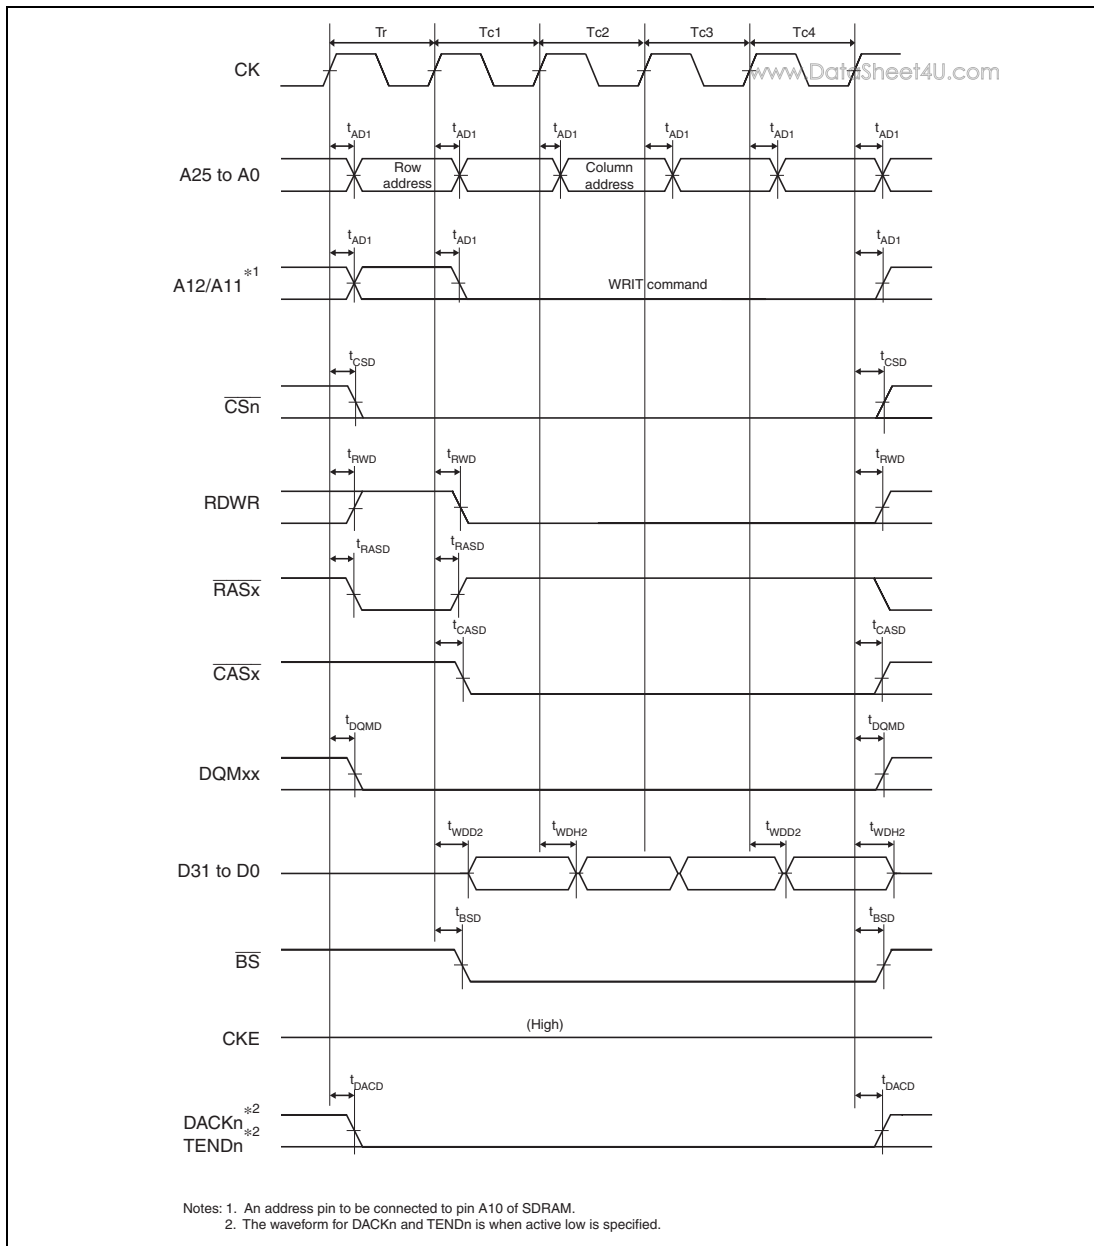 Tr Tc1 Tc2 Tc3 Tc4
CK
www.DataSheet4U.com
tAD1 tAD1 tAD1 tAD1 tAD1 tAD1
A25 to A0
Row address
Column address
tAD1 tAD1 tAD1
A12/A11*1
WRIT command
tCSD tCSD
CSn
tRWD tRWD tRWD
RDWR
tRASD tRASD
RASx
tCASD tCASD
CASx
tDQMD tDQMD
DQMxx
tWDD2 tWDH2 tWDD2 tWDH2
D31 to D0
tBSD tBSD
BS
(High)
CKE
tDACD tDACD
DACKn*2
TENDn*2
Notes: 1. An address pin to be connected to pin A10 of SDRAM.
2. The waveform for DACKn and TENDn is when active low is specified.